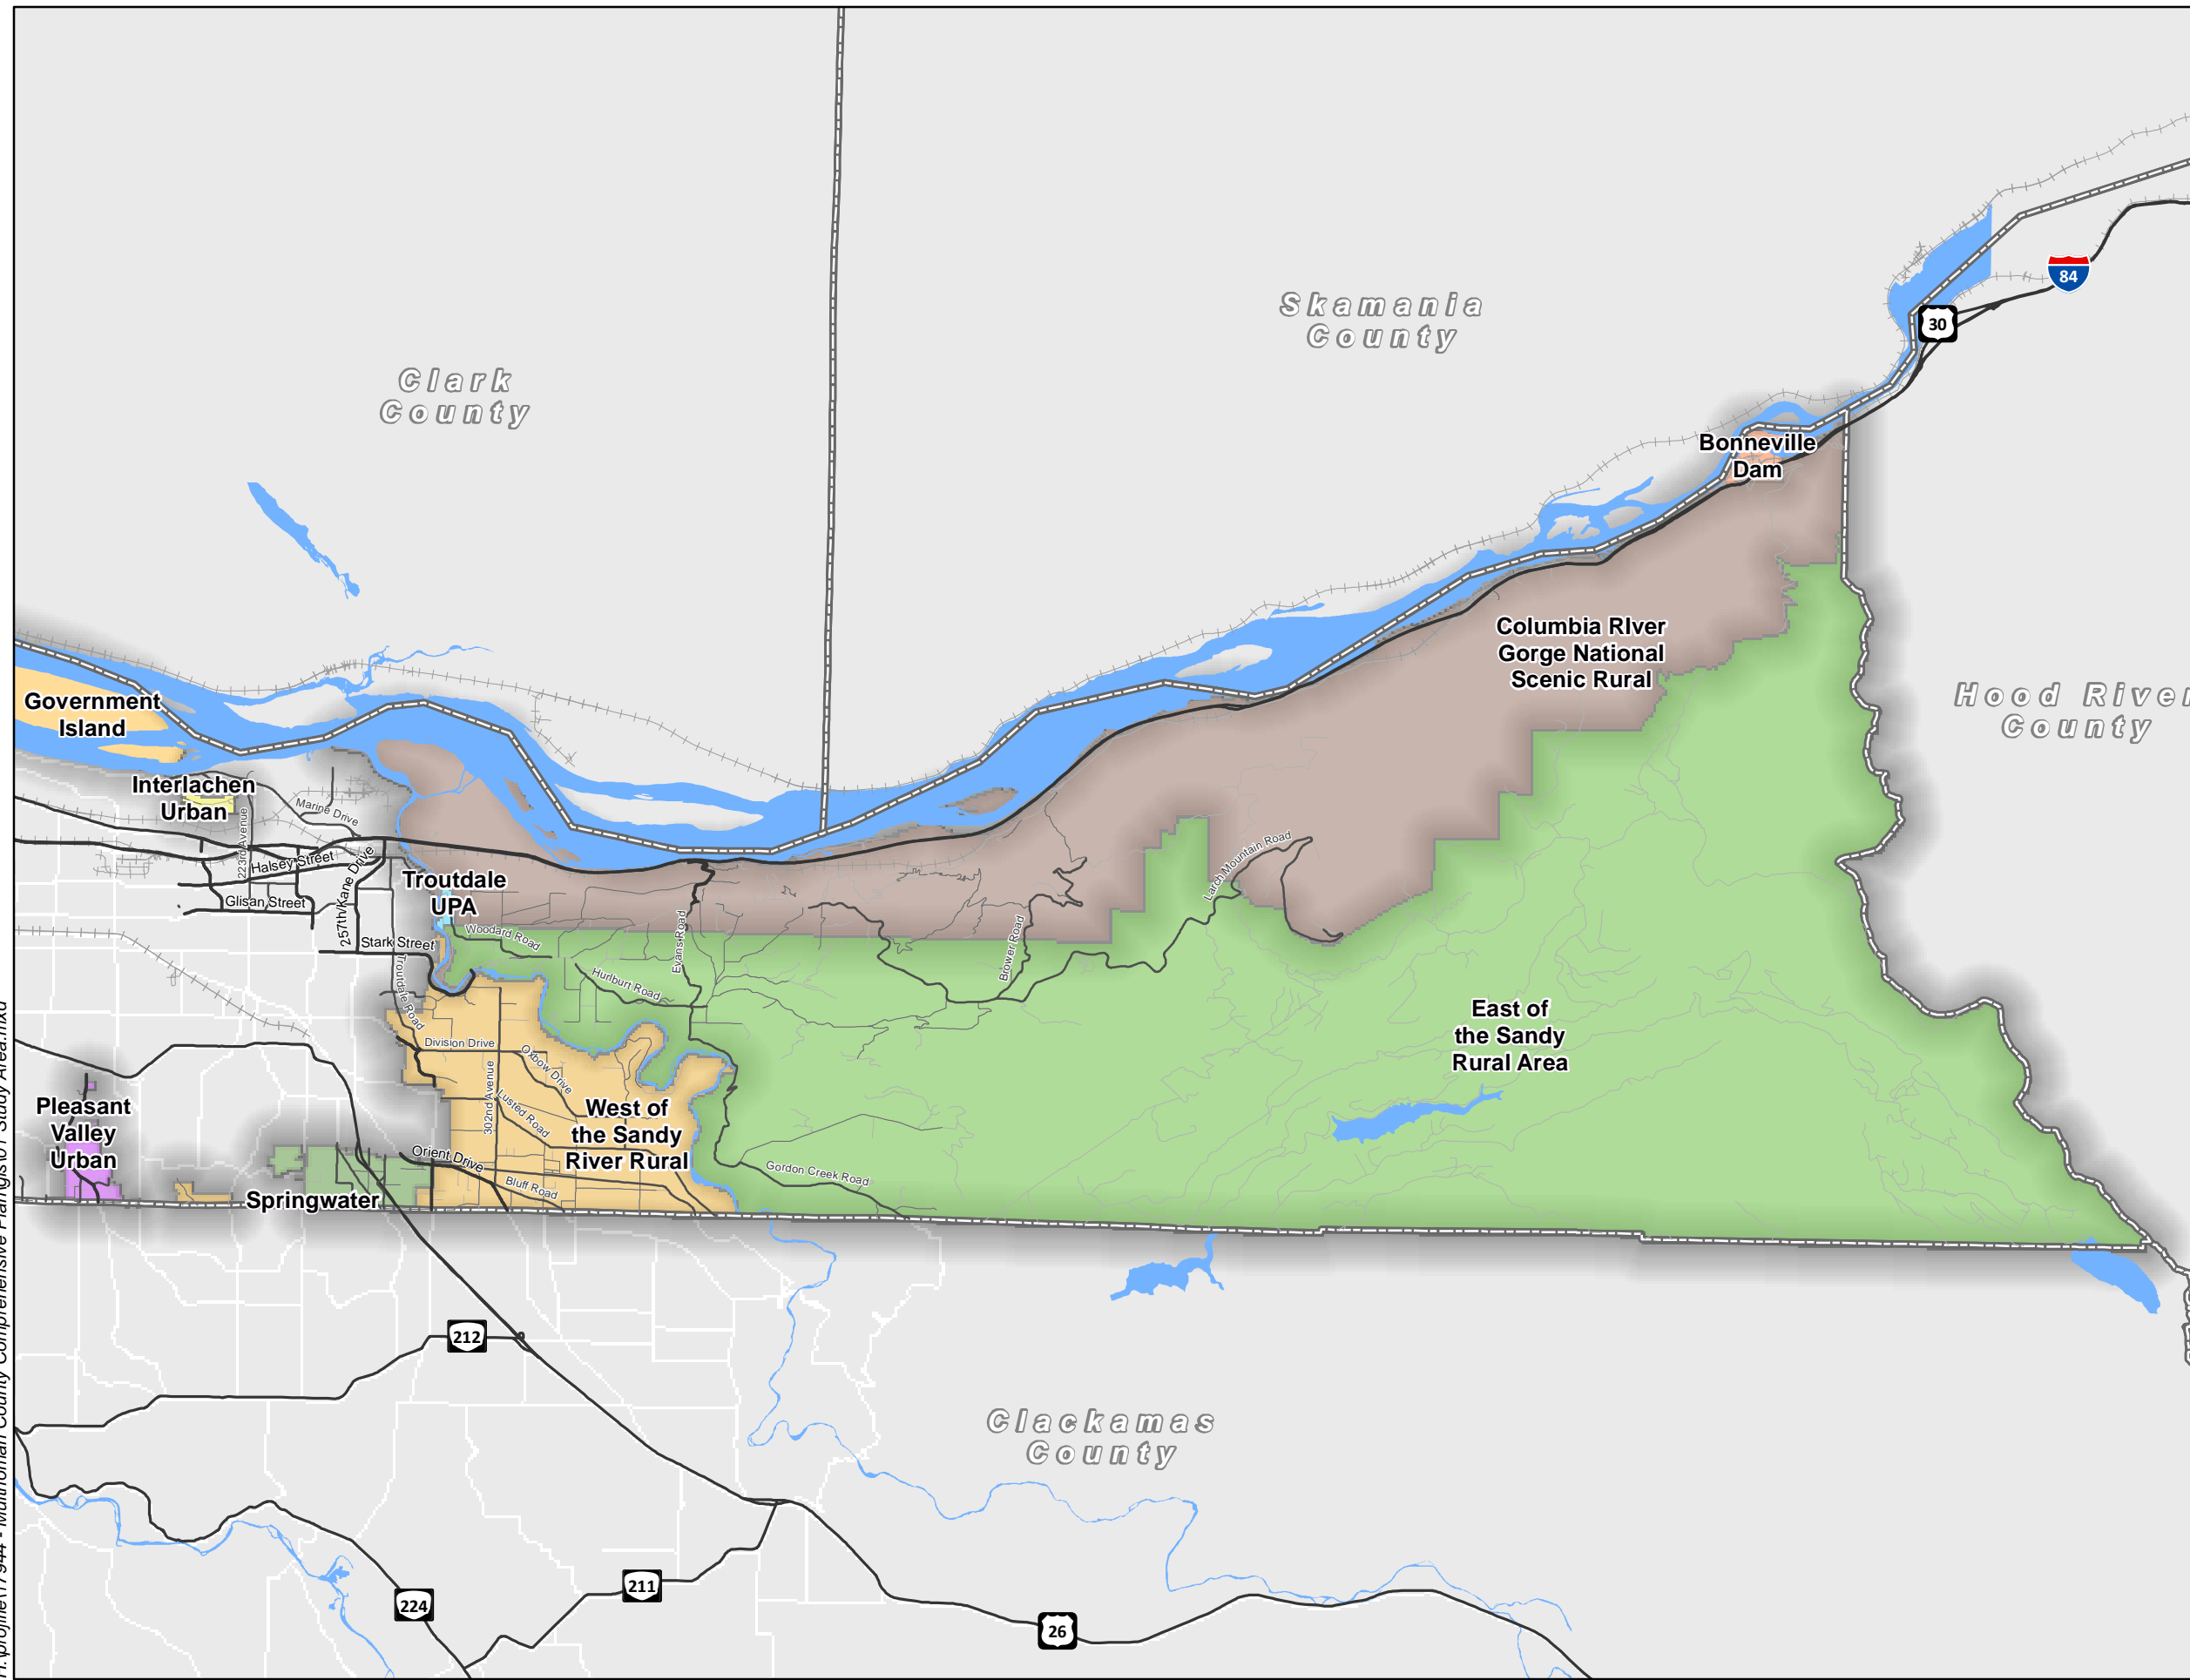 Skamania
County
Clark
County
84
30
Bonneville
Dam
Columbia RIver
Gorge National
Scenic Rural
Hood River
County
Government
Island
Interlachen
Urban
Marine Drive
223rd Avenue
Halsey Street
Glisan Street
257th/Kane Drive
Troutdale
UPA
Stark Street
Troutdale Road
Woodard Road
Evans Road
Hurlburt Road
Brower Road
Larch Mountain Road
East of
the Sandy
Rural Area
Division Drive
Oxbow Drive
302nd Avenue
Lusted Road
West of
the Sandy
River Rural
Orient Drive
Bluff Road
Gordon Creek Road
Pleasant
Valley
Urban
Springwater
212
Clackamas
County
224
211
26
H:\projfile\17944 - Multnomah County Comprehensive Plan\gis\01 Study Area.mxd